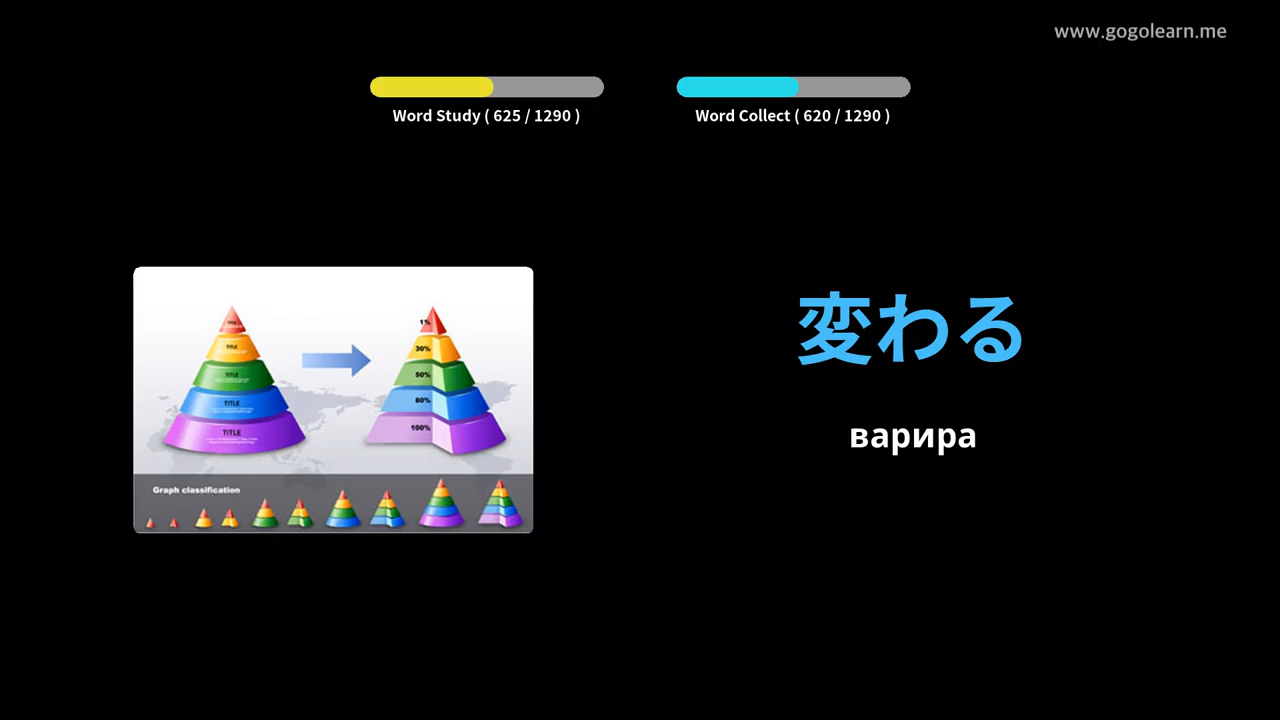 www.gogolearn.me
Word Study ( 625 / 1290 )
Word Collect ( 620 / 1290 )
変わる
варира
TITLE
TITLE
TITLE
TITLE
1%
30%
50%
80%
100%
Graph classification